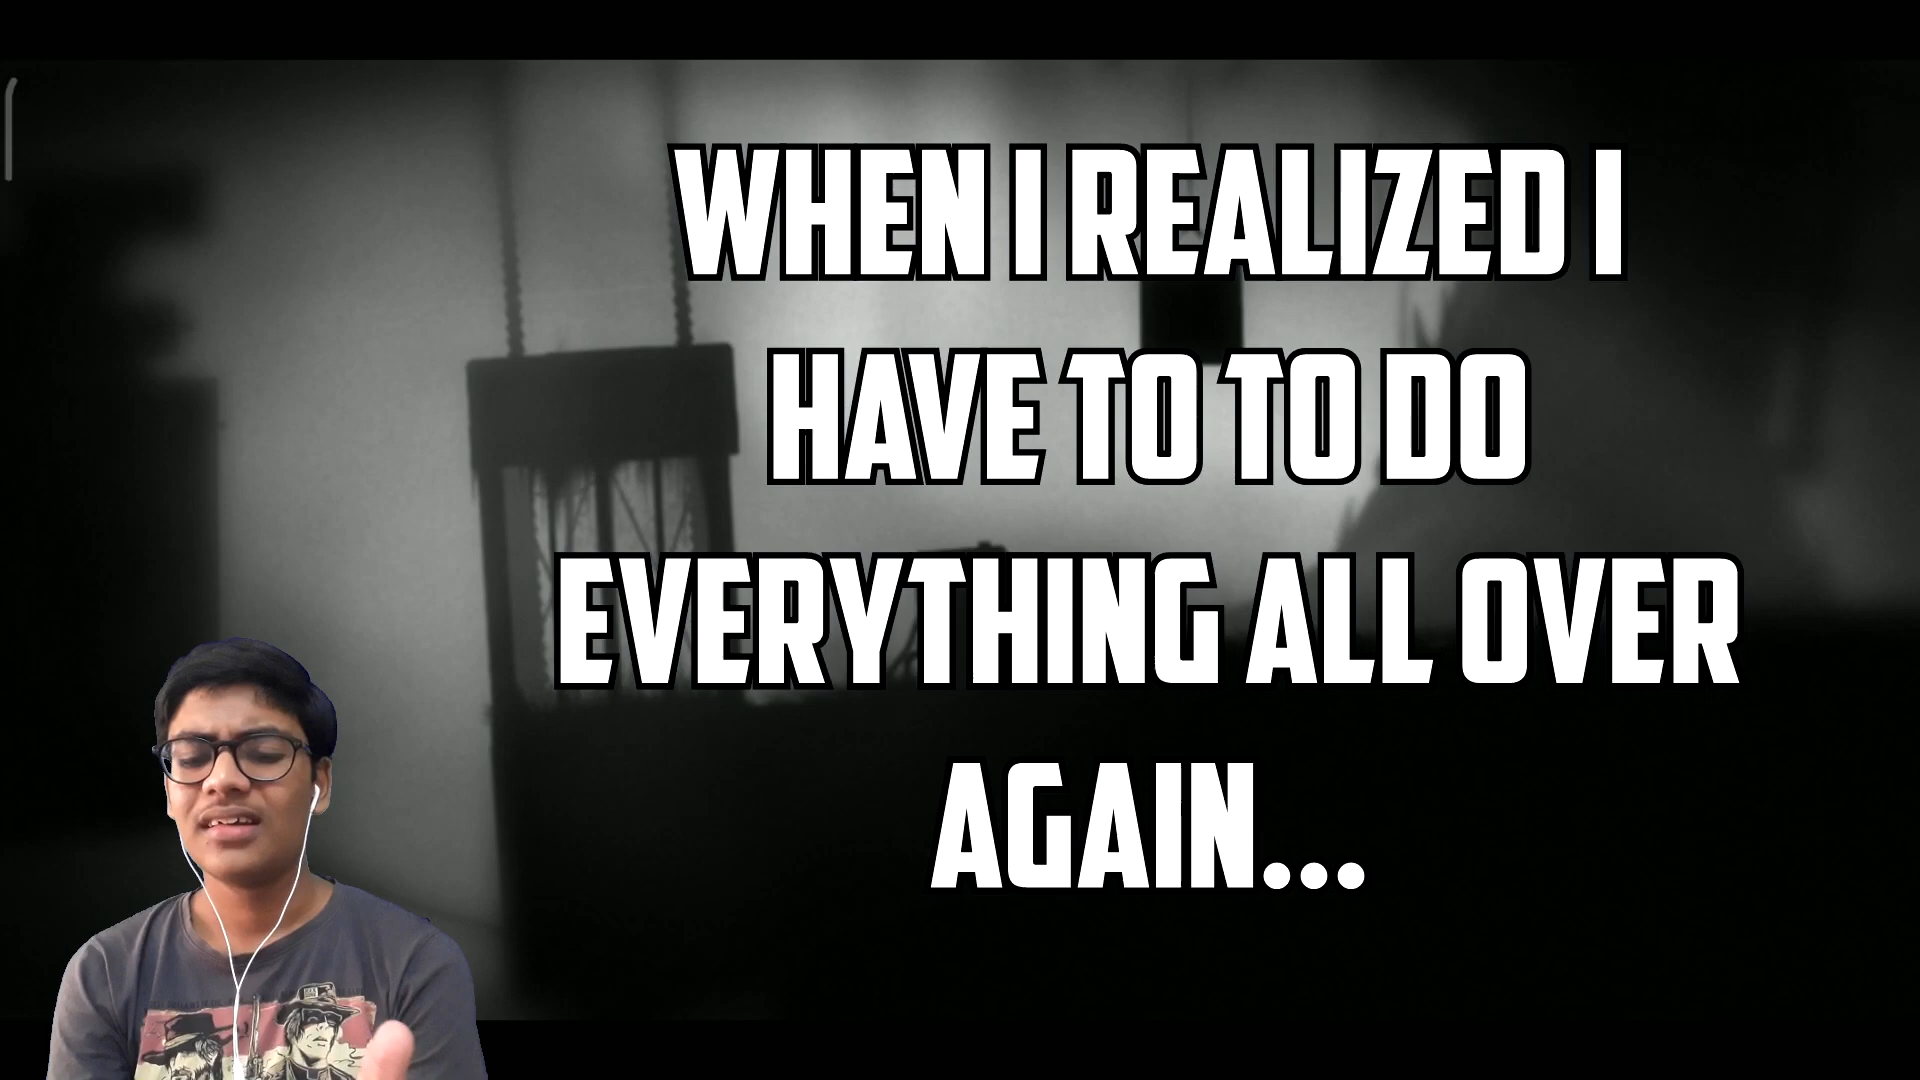 WHEN I REALIZED I
HAVE TO TO DO
EVERYTHING ALL OVER
AGAIN...